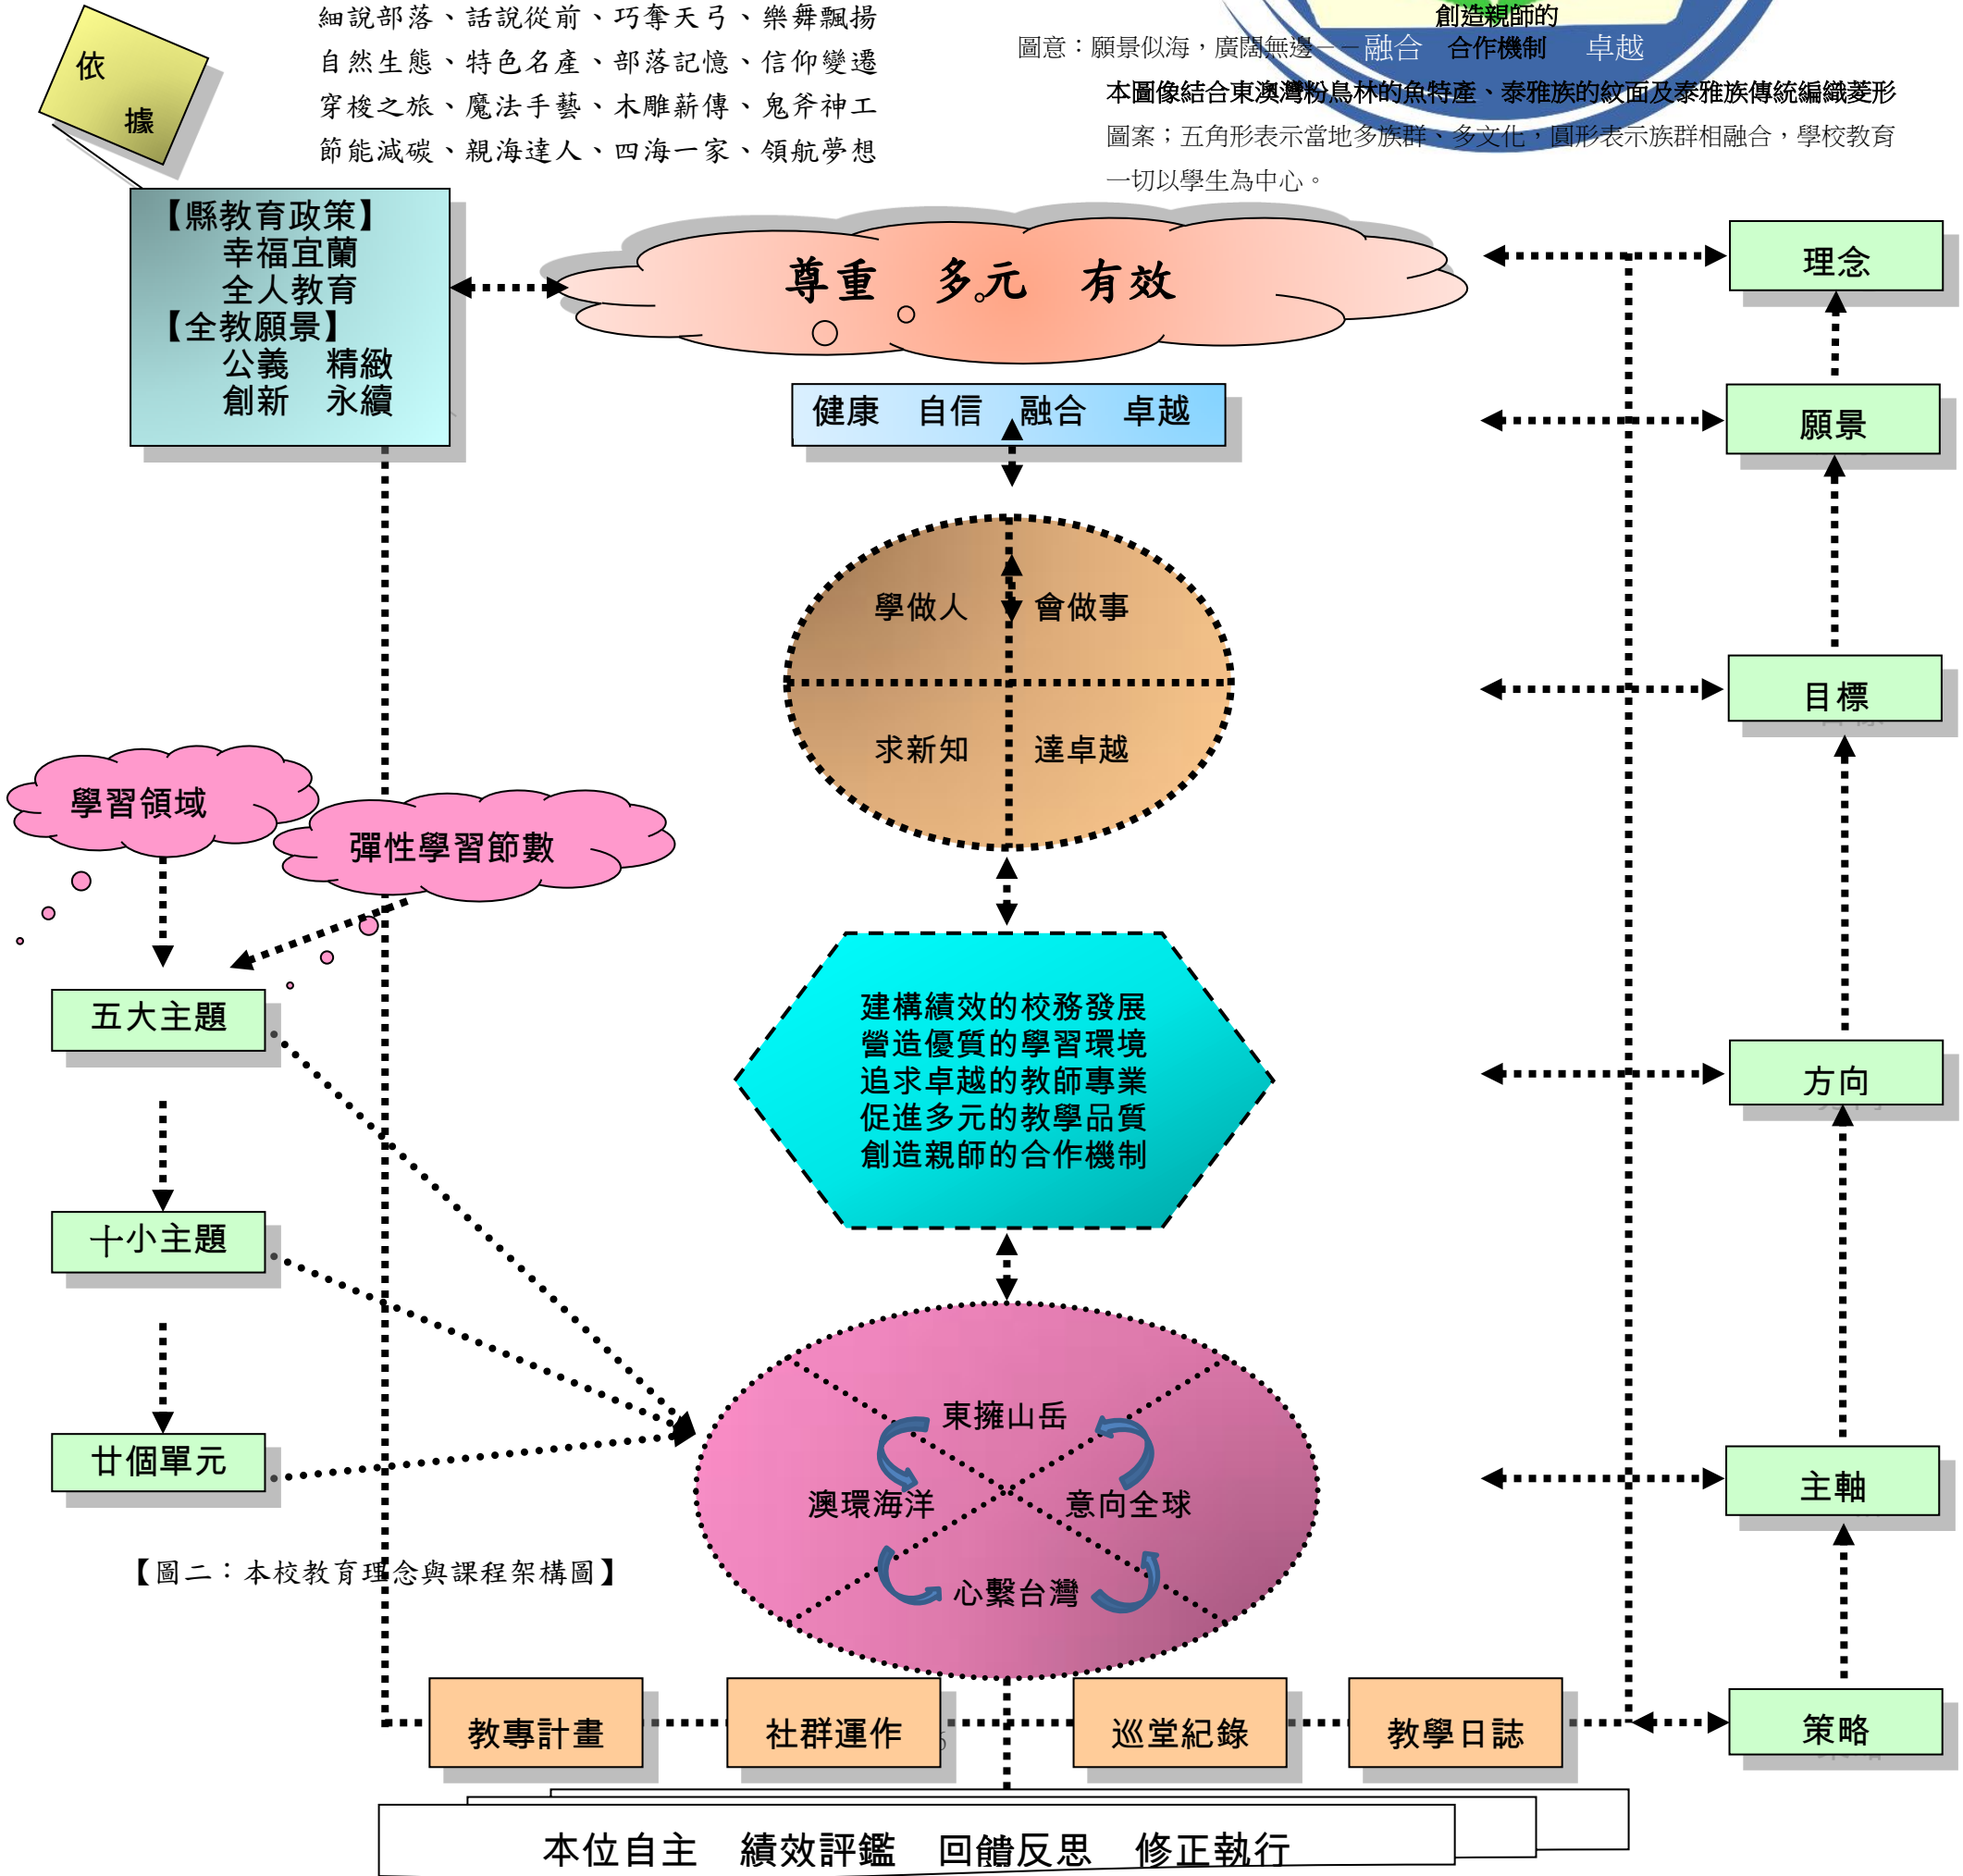 依
據
細說部落、話說從前、巧奪天弓、樂舞飄揚
自然生態、特色名產、部落記憶、信仰變遷
穿梭之旅、魔法手藝、木雕薪傳、鬼斧神工
節能減碳、親海達人、四海一家、領航夢想
創造親師的
合作機制
圖意：願景似海，廣闊無邊－－融合 卓越
本圖像結合東澳灣粉鳥林的魚特產、泰雅族的紋面及泰雅族傳統編織菱形
圖案；五角形表示當地多族群、多文化，圓形表示族群相融合，學校教育
一切以學生為中心。
【縣教育政策】
幸福宜蘭
全人教育
【全教願景】
公義 精緻
創新 永續
尊重 多元 有效
理念
健康 自信 融合 卓越
願景
學做人 會做事
求新知 達卓越
目標
學習領域
彈性學習節數
五大主題
十小主題
廿個單元
建構績效的校務發展
營造優質的學習環境
追求卓越的教師專業
促進多元的教學品質
創造親師的合作機制
方向
東擁山岳
澳環海洋 意向全球
心繫台灣
主軸
【圖二：本校教育理念與課程架構圖】
教專計畫 社群運作 巡堂紀錄 教學日誌
策略
本位自主 績效評鑑 回饋反思 修正執行